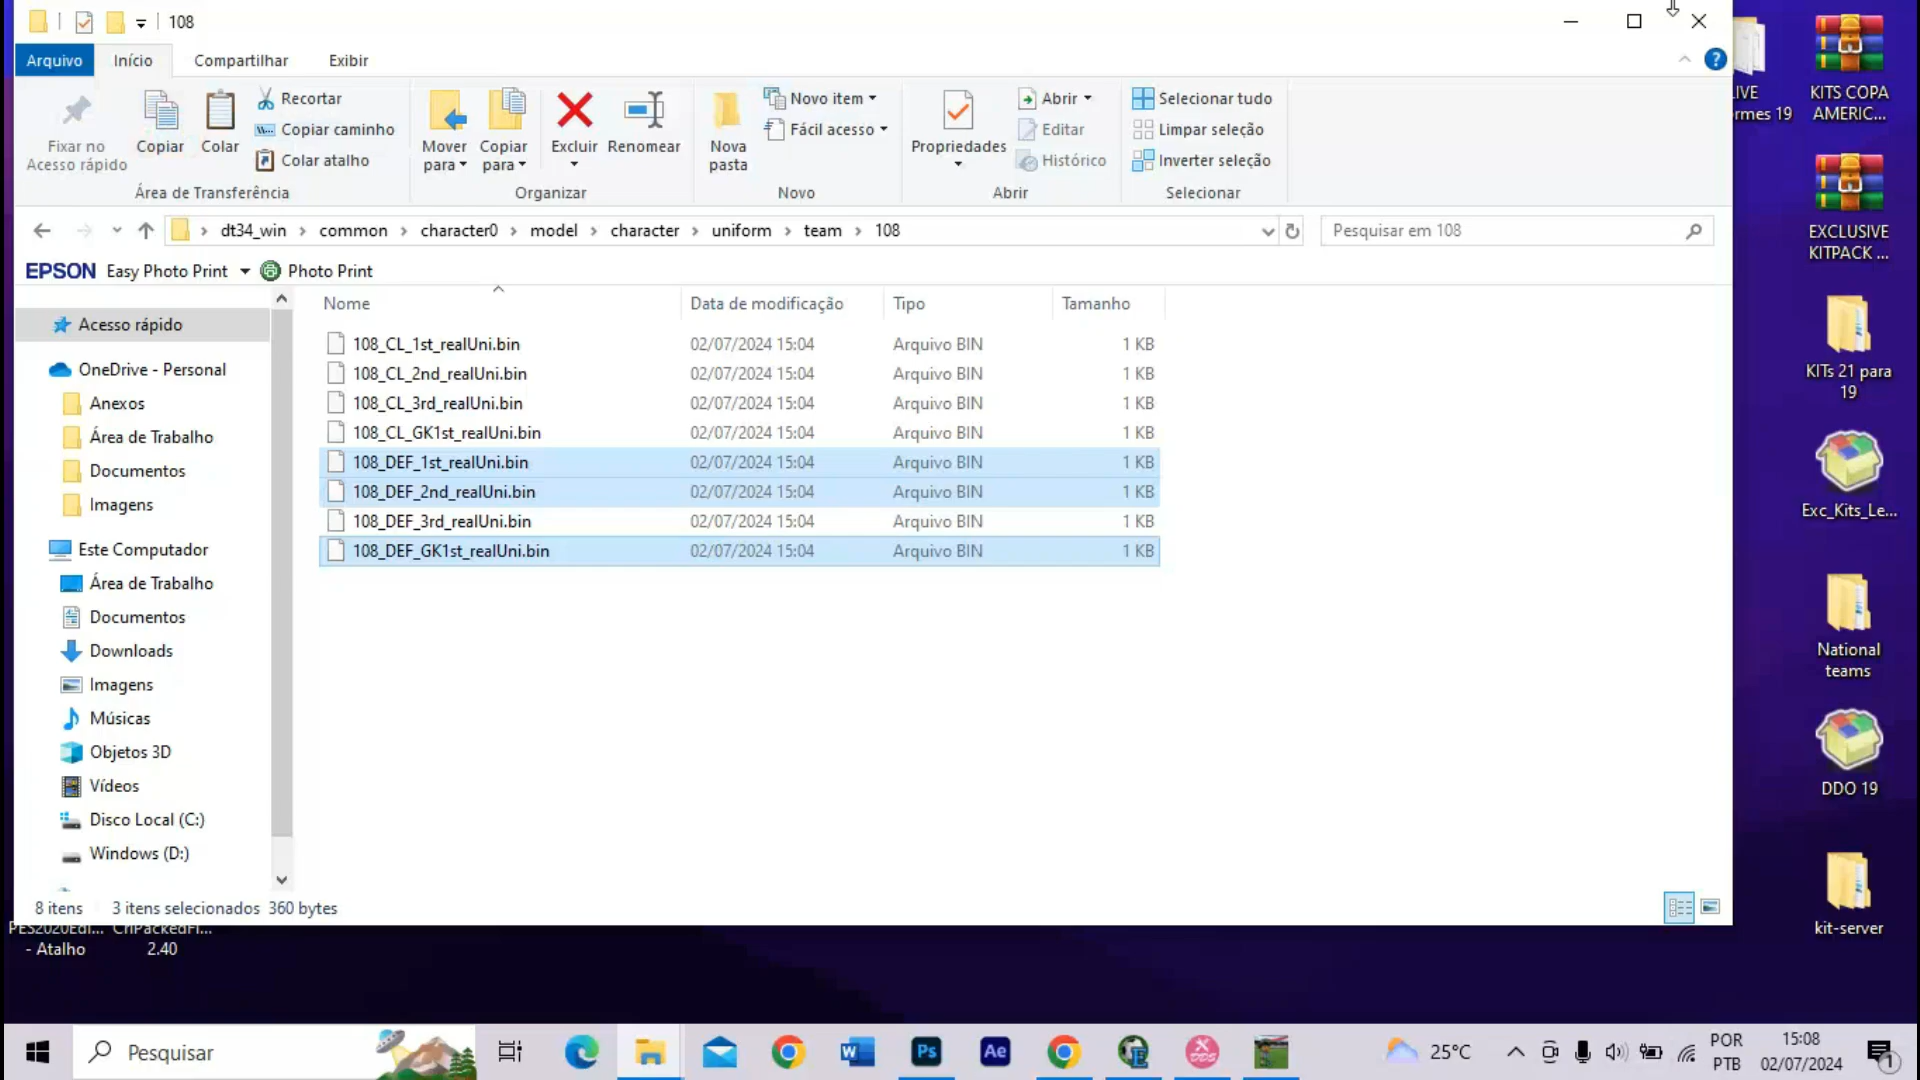 108
Arquivo
Início
Compartilhar
Exibir
Fixar no
Acesso rápido
Copiar
Colar
Recortar
Copiar caminho
Colar atalho
Área de Transferência
Mover
para
Copiar
para
Excluir
Renomear
Organizar
Nova
pasta
Novo item
Fácil acesso
Novo
Propriedades
Abrir
Editar
Histórico
Abrir
Selecionar tudo
Limpar seleção
Inverter seleção
Selecionar
dt34_win
common
character0
model
character
uniform
team
108
Pesquisar em 108
EPSON Easy Photo Print
Photo Print
Nome
Data de modificação
Tipo
Tamanho
108_CL_1st_realUni.bin 02/07/2024 15:04 Arquivo BIN 1 KB
108_CL_2nd_realUni.bin 02/07/2024 15:04 Arquivo BIN 1 KB
108_CL_3rd_realUni.bin 02/07/2024 15:04 Arquivo BIN 1 KB
108_CL_GK1st_realUni.bin 02/07/2024 15:04 Arquivo BIN 1 KB
108_DEF_1st_realUni.bin 02/07/2024 15:04 Arquivo BIN 1 KB
108_DEF_2nd_realUni.bin 02/07/2024 15:04 Arquivo BIN 1 KB
108_DEF_3rd_realUni.bin 02/07/2024 15:04 Arquivo BIN 1 KB
108_DEF_GK1st_realUni.bin 02/07/2024 15:04 Arquivo BIN 1 KB
Acesso rápido
OneDrive - Personal
Anexos
Área de Trabalho
Documentos
Imagens
Este Computador
Área de Trabalho
Documentos
Downloads
Imagens
Músicas
Objetos 3D
Vídeos
Disco Local (C:)
Windows (D:)
8 itens
3 itens selecionados 360 bytes
- Atalho
2.40
rmes 19
KITS COPA
AMERIC...
EXCLUSIVE
KITPACK ...
KITs 21 para
19
Exc_Kits_Le...
National
teams
DDO 19
kit-server
Pesquisar
W
Ps
Ae
E
DDS
25°C
POR
PTB
15:08
02/07/2024
1